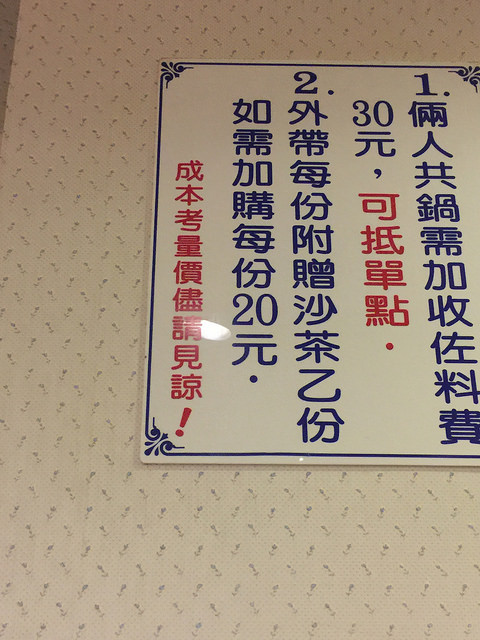 1.倆人共鍋需加收佐料費
30元，可抵單點．
2.外帶每份附贈沙茶乙份
如需加購每份20元．
成本考量價儘請見諒！